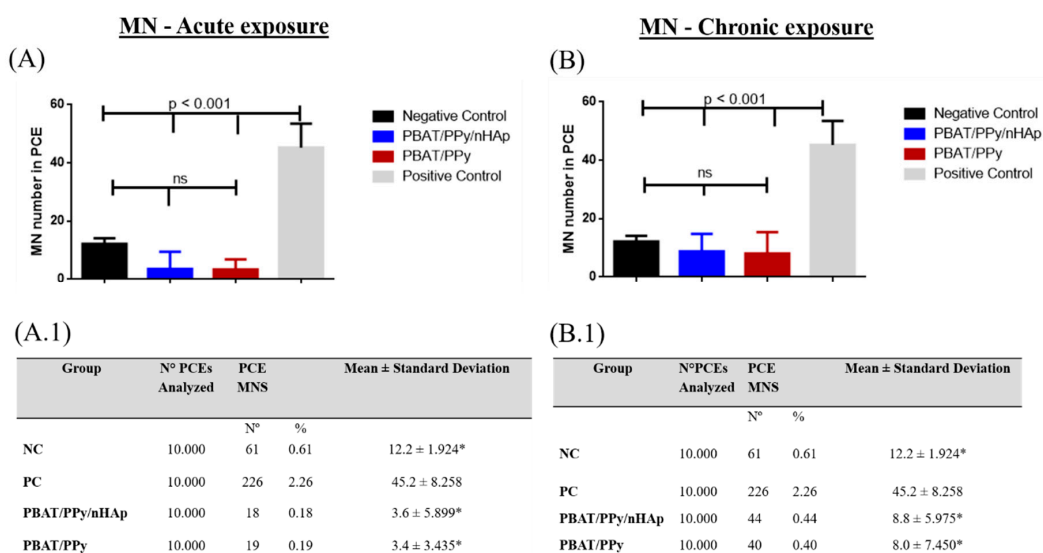 MN - Acute exposure
(A)
p < 0.001
ns
MN number in PCE
60
40
20
0
Negative Control
PBAT/PPy/nHAp
PBAT/PPy
Positive Control
MN - Chronic exposure
(B)
p < 0.001
ns
MN number in PCE
60
40
20
0
Negative Control
PBAT/PPy/nHAp
PBAT/PPy
Positive Control
(A.1)
Group N° PCEs PCE Mean ± Standard Deviation
Analyzed MNS
Nº %
NC 10.000 61 0.61 12.2 ± 1.924*
PC 10.000 226 2.26 45.2 ± 8.258
PBAT/PPy/nHAp 10.000 18 0.18 3.6 ± 5.899*
PBAT/PPy 10.000 19 0.19 3.4 ± 3.435*
(B.1)
Group N°PCEs PCE Mean ± Standard Deviation
Analyzed MNS
Nº %
NC 10.000 61 0.61 12.2 ± 1.924*
PC 10.000 226 2.26 45.2 ± 8.258
PBAT/PPy/nHAp 10.000 44 0.44 8.8 ± 5.975*
PBAT/PPy 10.000 40 0.40 8.0 ± 7.450*